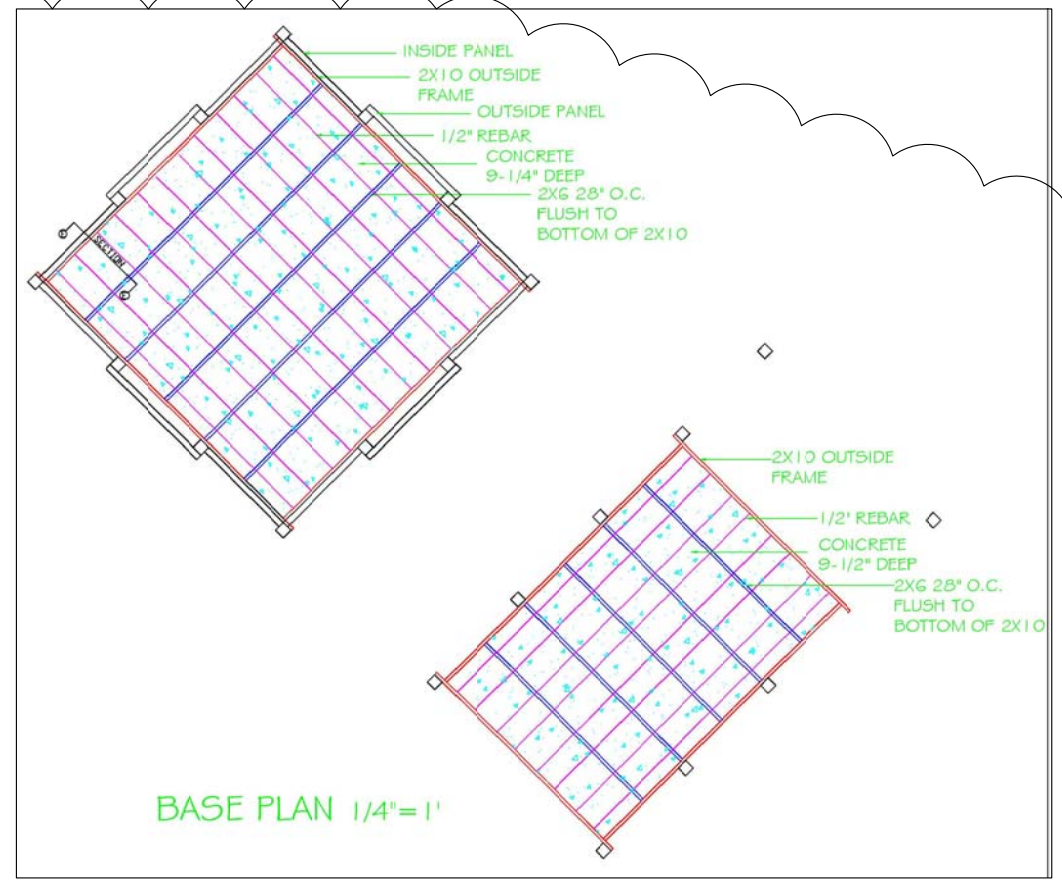 INSIDE PANEL
2X10 OUTSIDE
FRAME
OUTSIDE PANEL
1/2" REBAR
CONCRETE
9-1/4" DEEP
2X6 28" O.C.
FLUSH TO
BOTTOM OF 2X10
SECTION
2X10 OUTSIDE
FRAME
1/2' REBAR
CONCRETE
9-1/2" DEEP
2X6 28" O.C.
FLUSH TO
BOTTOM OF 2X10
BASE PLAN 1/4"=1'